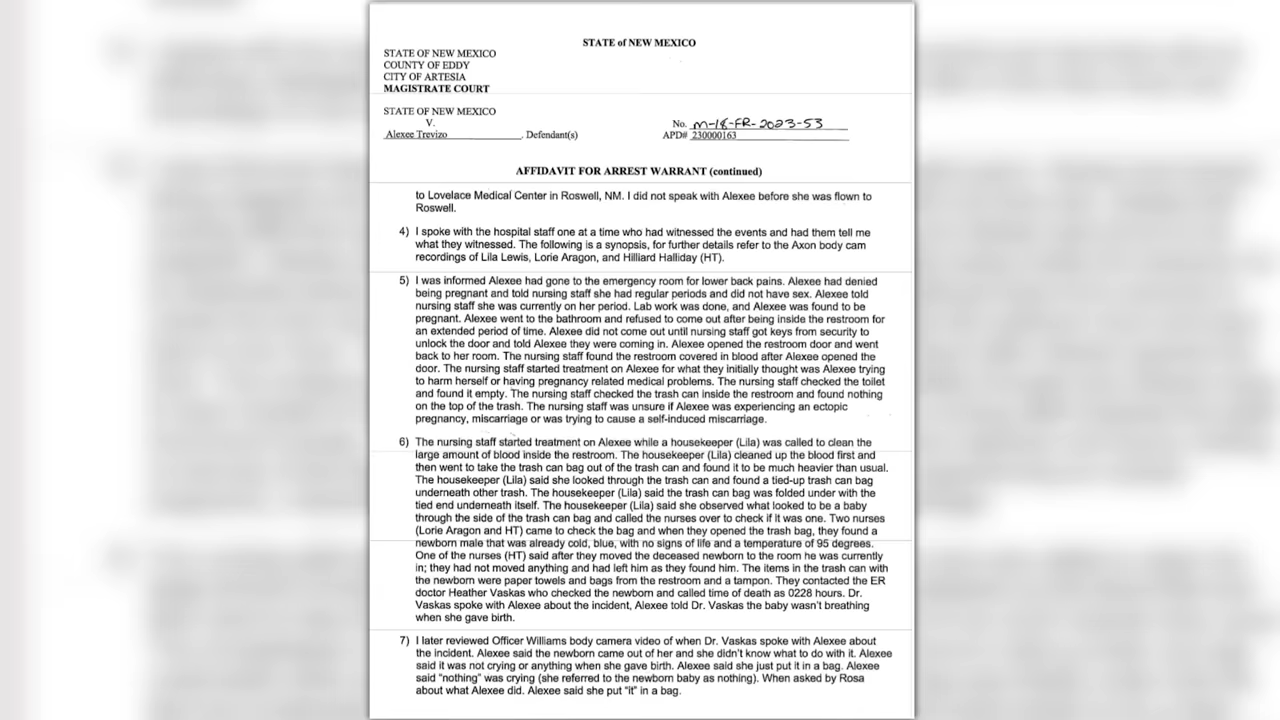 STATE of NEW MEXICO
STATE OF NEW MEXICO
COUNTY OF EDDY
CITY OF ARTESIA
MAGISTRATE COURT
STATE OF NEW MEXICO
V.
Alexee Trevizo, Defendant(s)
No. M-18-FR-2023-53
APD# 230000163
AFFIDAVIT FOR ARREST WARRANT (continued)
to Lovelace Medical Center in Roswell, NM. I did not speak with Alexee before she was flown to
Roswell.
4) I spoke with the hospital staff one at a time who had witnessed the events and had them tell me
what they witnessed. The following is a synopsis, for further details refer to the Axon body cam
recordings of Lila Lewis, Lorie Aragon, and Hilliard Halliday (HT).
5) I was informed Alexee had gone to the emergency room for lower back pains. Alexee had denied
being pregnant and told nursing staff she had regular periods and did not have sex. Alexee told
nursing staff she was currently on her period. Lab work was done, and Alexee was found to be
pregnant. Alexee went to the bathroom and refused to come out after being inside the restroom for
an extended period of time. Alexee did not come out until nursing staff got keys from security to
unlock the door and told Alexee they were coming in. Alexee opened the restroom door and went
back to her room. The nursing staff found the restroom covered in blood after Alexee opened the
door. The nursing staff started treatment on Alexee for what they initially thought was Alexee trying
to harm herself or having pregnancy related medical problems. The nursing staff checked the toilet
and found it empty. The nursing staff checked the trash can inside the restroom and found nothing
on the top of the trash. The nursing staff was unsure if Alexee was experiencing an ectopic
pregnancy, miscarriage or was trying to cause a self-induced miscarriage.
6) The nursing staff started treatment on Alexee while a housekeeper (Lila) was called to clean the
large amount of blood inside the restroom. The housekeeper (Lila) cleaned up the blood first and
then went to take the trash can bag out of the trash can and found it to be much heavier than usual.
The housekeeper (Lila) said she looked through the trash can and found a tied-up trash can bag
underneath other trash. The housekeeper (Lila) said the trash can bag was folded under with the
tied end underneath itself. The housekeeper (Lila) said she observed what looked to be a baby
through the side of the trash can bag and called the nurses over to check if it was one. Two nurses
(Lorie Aragon and HT) came to check the bag and when they opened the trash bag, they found a
newborn male that was already cold, blue, with no signs of life and a temperature of 95 degrees.
One of the nurses (HT) said after they moved the deceased newborn to the room he was currently
in; they had not moved anything and had left him as they found him. The items in the trash can with
the newborn were paper towels and bags from the restroom and a tampon. They contacted the ER
doctor Heather Vaskas who checked the newborn and called time of death as 0228 hours. Dr.
Vaskas spoke with Alexee about the incident, Alexee told Dr. Vaskas the baby wasn't breathing
when she gave birth.
7) I later reviewed Officer Williams body camera video of when Dr. Vaskas spoke with Alexee about
the incident. Alexee said the newborn came out of her and she didn't know what to do with it. Alexee
said it was not crying or anything when she gave birth. Alexee said she just put it in a bag. Alexee
said "nothing" was crying (she referred to the newborn baby as nothing). When asked by Rosa
about what Alexee did. Alexee said she put "it" in a bag.